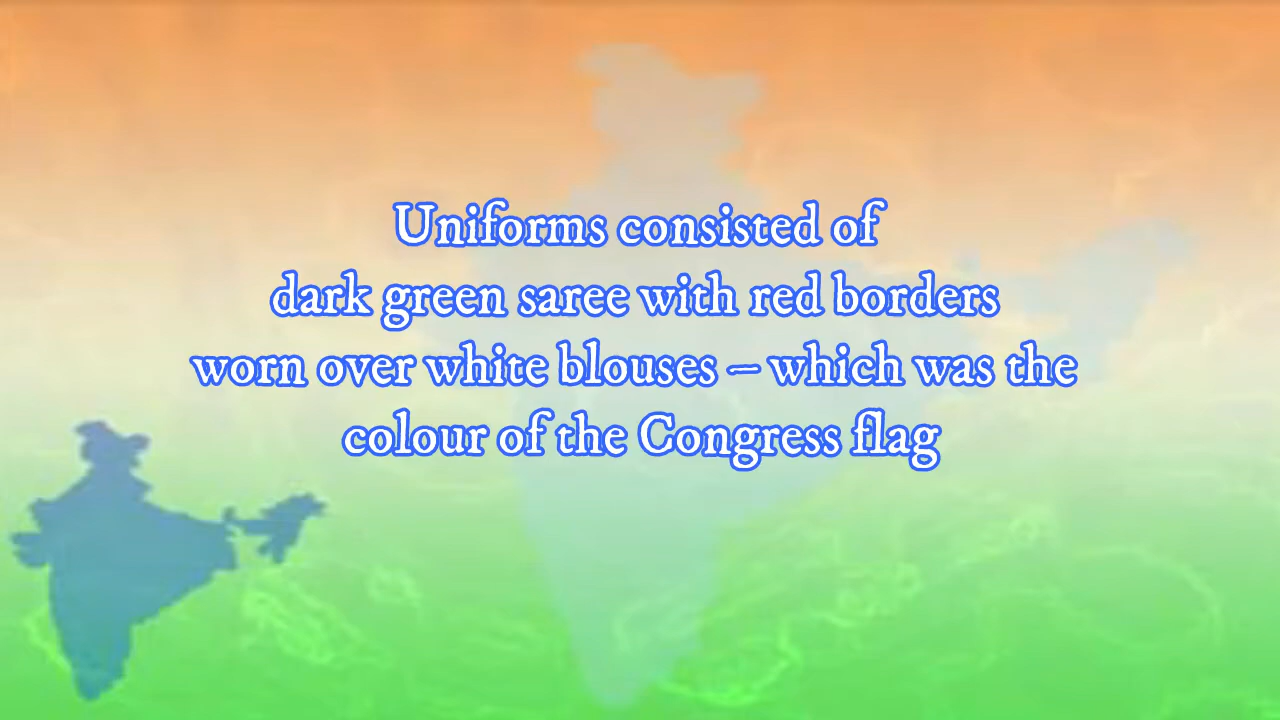 Uniforms consisted of
dark green saree with red borders
worn over white blouses – which was the
colour of the Congress flag